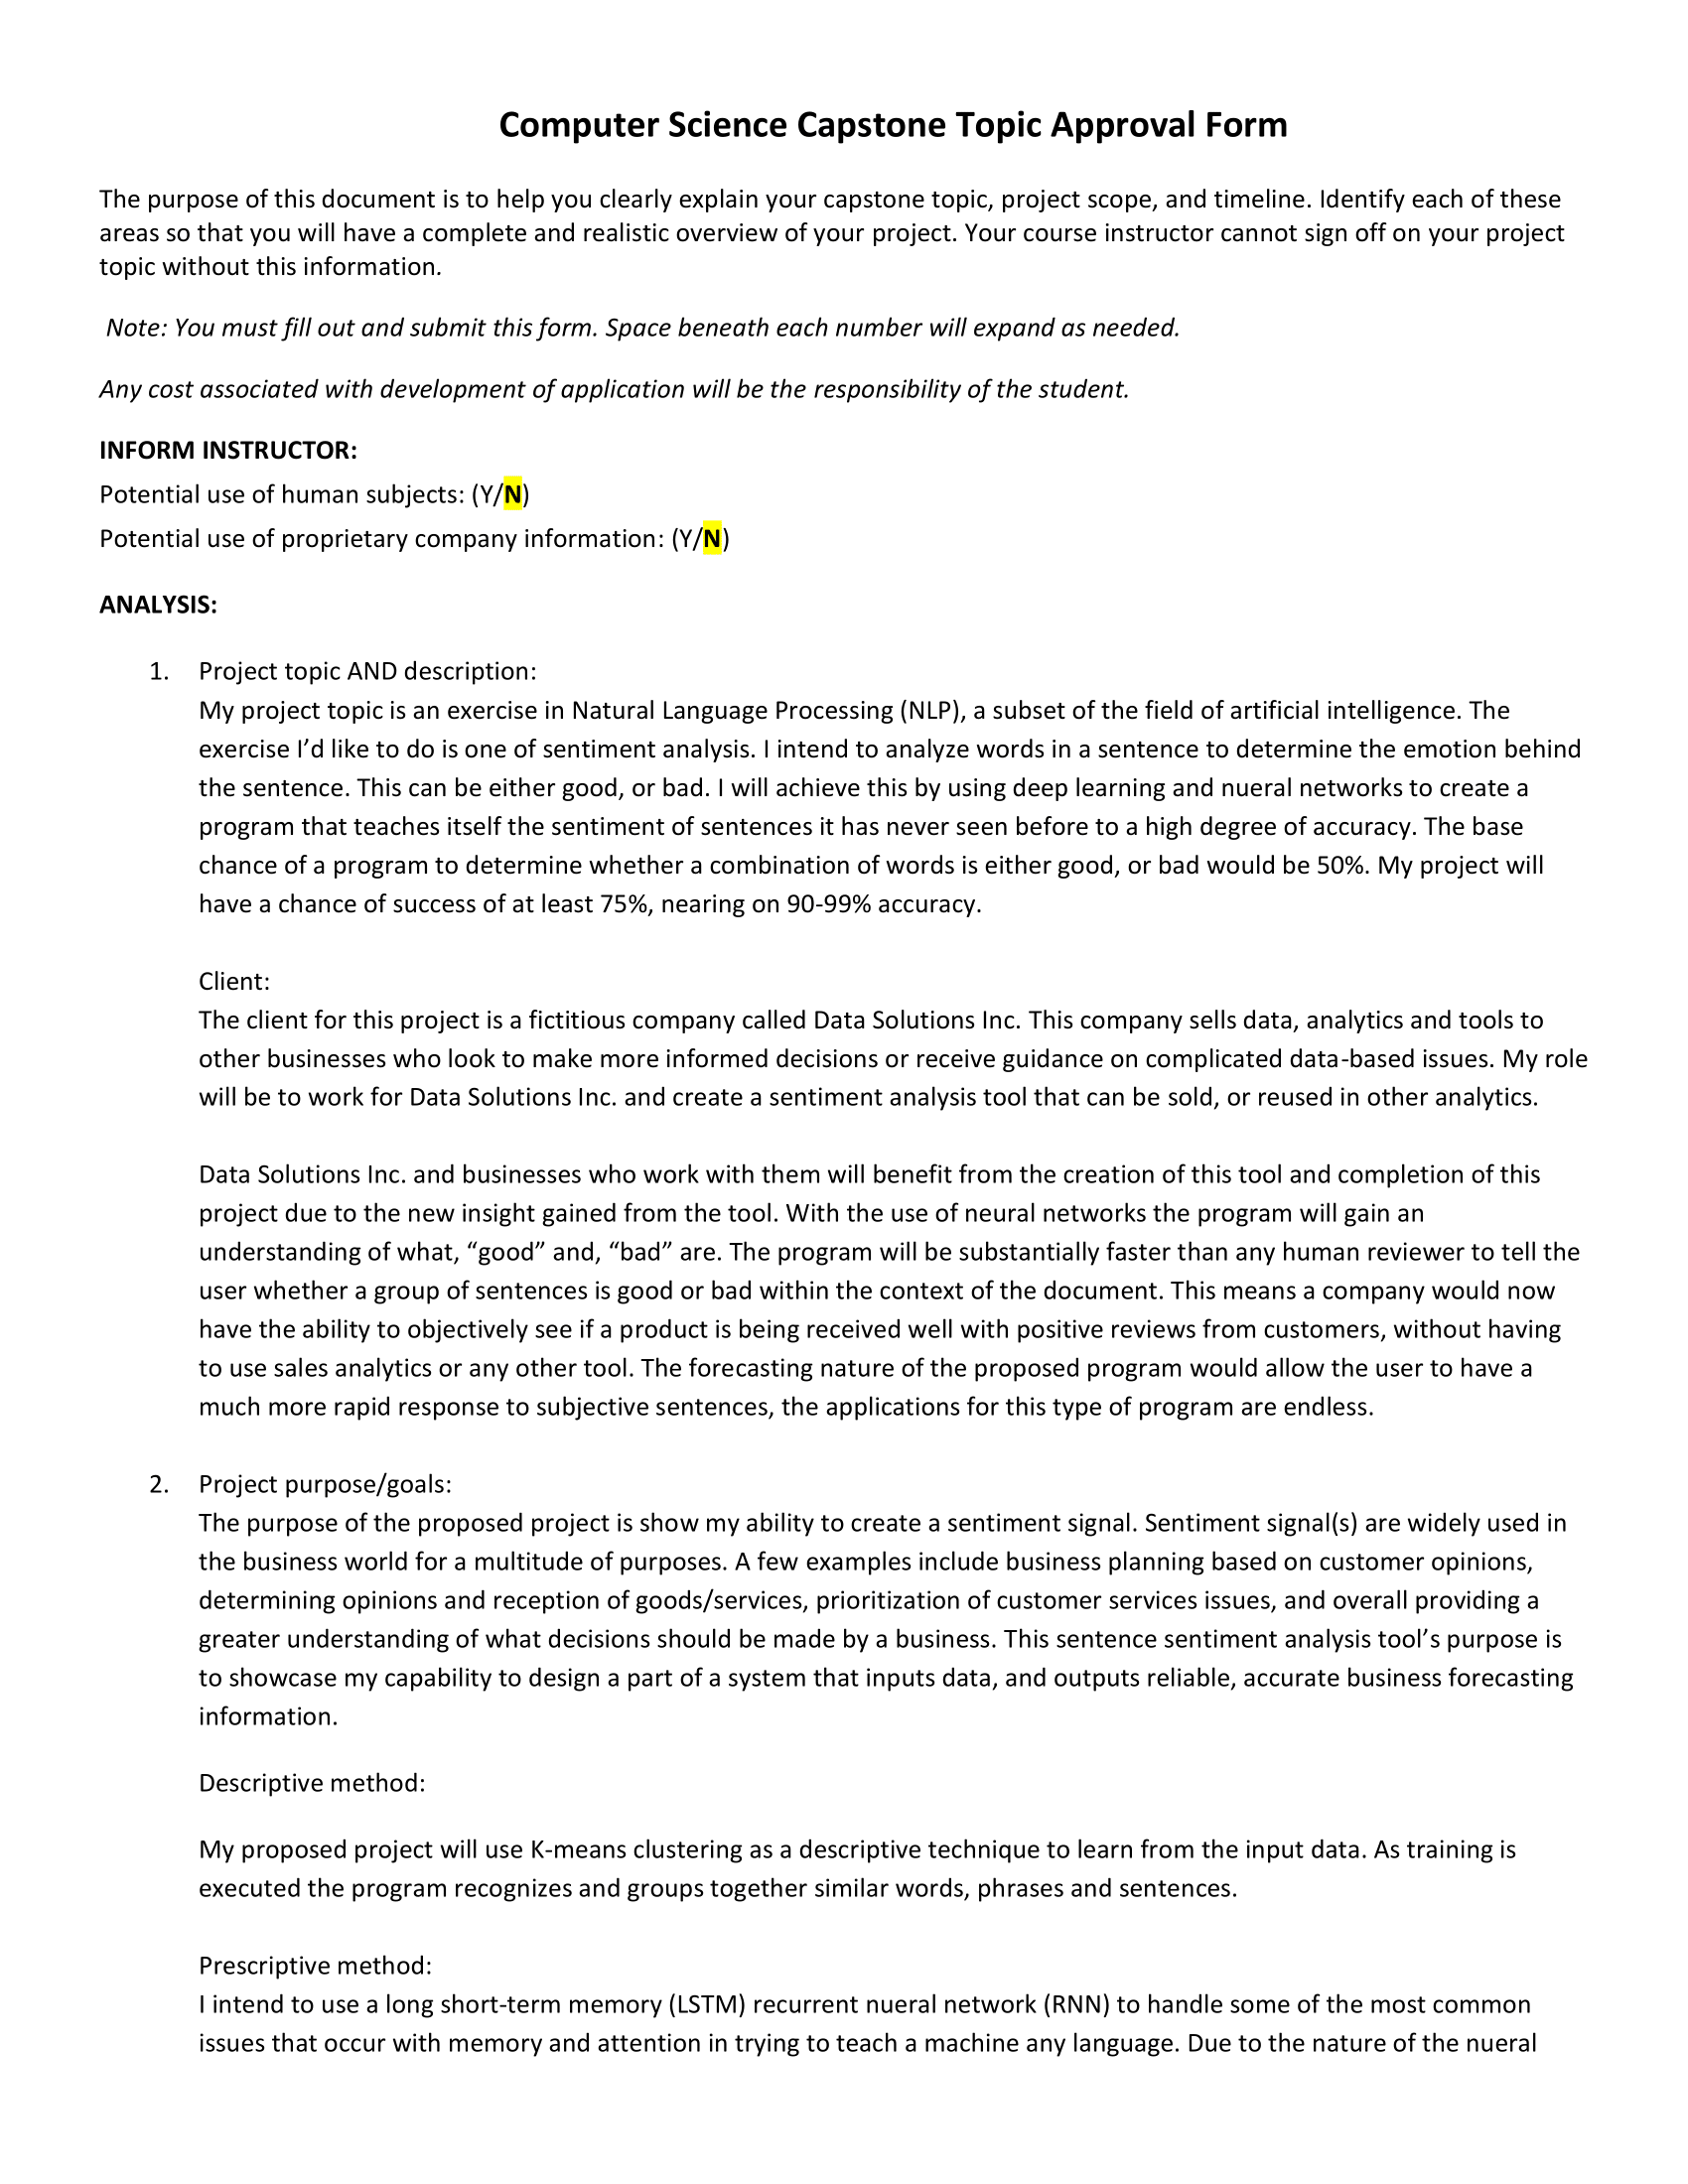 Computer Science Capstone Topic Approval Form
The purpose of this document is to help you clearly explain your capstone topic, project scope, and timeline. Identify each of these
areas so that you will have a complete and realistic overview of your project. Your course instructor cannot sign off on your project
topic without this information.
Note: You must fill out and submit this form. Space beneath each number will expand as needed.
Any cost associated with development of application will be the responsibility of the student.
INFORM INSTRUCTOR:
Potential use of human subjects: (Y/N)
Potential use of proprietary company information: (Y/N)
ANALYSIS:
1. Project topic AND description:
My project topic is an exercise in Natural Language Processing (NLP), a subset of the field of artificial intelligence. The
exercise I’d like to do is one of sentiment analysis. I intend to analyze words in a sentence to determine the emotion behind
the sentence. This can be either good, or bad. I will achieve this by using deep learning and nueral networks to create a
program that teaches itself the sentiment of sentences it has never seen before to a high degree of accuracy. The base
chance of a program to determine whether a combination of words is either good, or bad would be 50%. My project will
have a chance of success of at least 75%, nearing on 90-99% accuracy.
Client:
The client for this project is a fictitious company called Data Solutions Inc. This company sells data, analytics and tools to
other businesses who look to make more informed decisions or receive guidance on complicated data-based issues. My role
will be to work for Data Solutions Inc. and create a sentiment analysis tool that can be sold, or reused in other analytics.
Data Solutions Inc. and businesses who work with them will benefit from the creation of this tool and completion of this
project due to the new insight gained from the tool. With the use of neural networks the program will gain an
understanding of what, “good” and, “bad” are. The program will be substantially faster than any human reviewer to tell the
user whether a group of sentences is good or bad within the context of the document. This means a company would now
have the ability to objectively see if a product is being received well with positive reviews from customers, without having
to use sales analytics or any other tool. The forecasting nature of the proposed program would allow the user to have a
much more rapid response to subjective sentences, the applications for this type of program are endless.
2. Project purpose/goals:
The purpose of the proposed project is show my ability to create a sentiment signal. Sentiment signal(s) are widely used in
the business world for a multitude of purposes. A few examples include business planning based on customer opinions,
determining opinions and reception of goods/services, prioritization of customer services issues, and overall providing a
greater understanding of what decisions should be made by a business. This sentence sentiment analysis tool’s purpose is
to showcase my capability to design a part of a system that inputs data, and outputs reliable, accurate business forecasting
information.
Descriptive method:
My proposed project will use K-means clustering as a descriptive technique to learn from the input data. As training is
executed the program recognizes and groups together similar words, phrases and sentences.
Prescriptive method:
I intend to use a long short-term memory (LSTM) recurrent nueral network (RNN) to handle some of the most common
issues that occur with memory and attention in trying to teach a machine any language. Due to the nature of the nueral